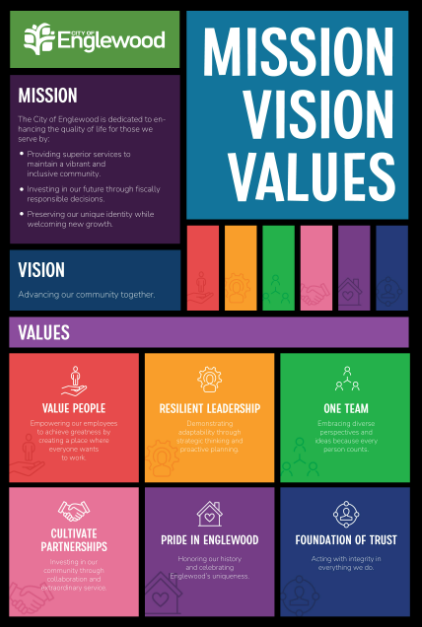 CITY OF
Englewood
MISSION
VISION
VALUES
MISSION
The City of Englewood is dedicated to en-
hancing the quality of life for those we
serve by:
• Providing superior services to
maintain a vibrant and
inclusive community.
• Investing in our future through fiscally
responsible decisions.
• Preserving our unique identity while
welcoming new growth.
VISION
Advancing our community together.
VALUES
VALUE PEOPLE
Empowering our employees
to achieve greatness by
creating a place where
everyone wants
to work.
RESILIENT LEADERSHIP
Demonstrating
adaptability through
strategic thinking and
proactive planning.
ONE TEAM
Embracing diverse
perspectives and
ideas because every
person counts.
CULTIVATE
PARTNERSHIPS
Investing in our
community through
collaboration and
extraordinary service.
PRIDE IN ENGLEWOOD
Honoring our history
and celebrating
Englewood's uniqueness.
FOUNDATION OF TRUST
Acting with integrity in
everything we do.